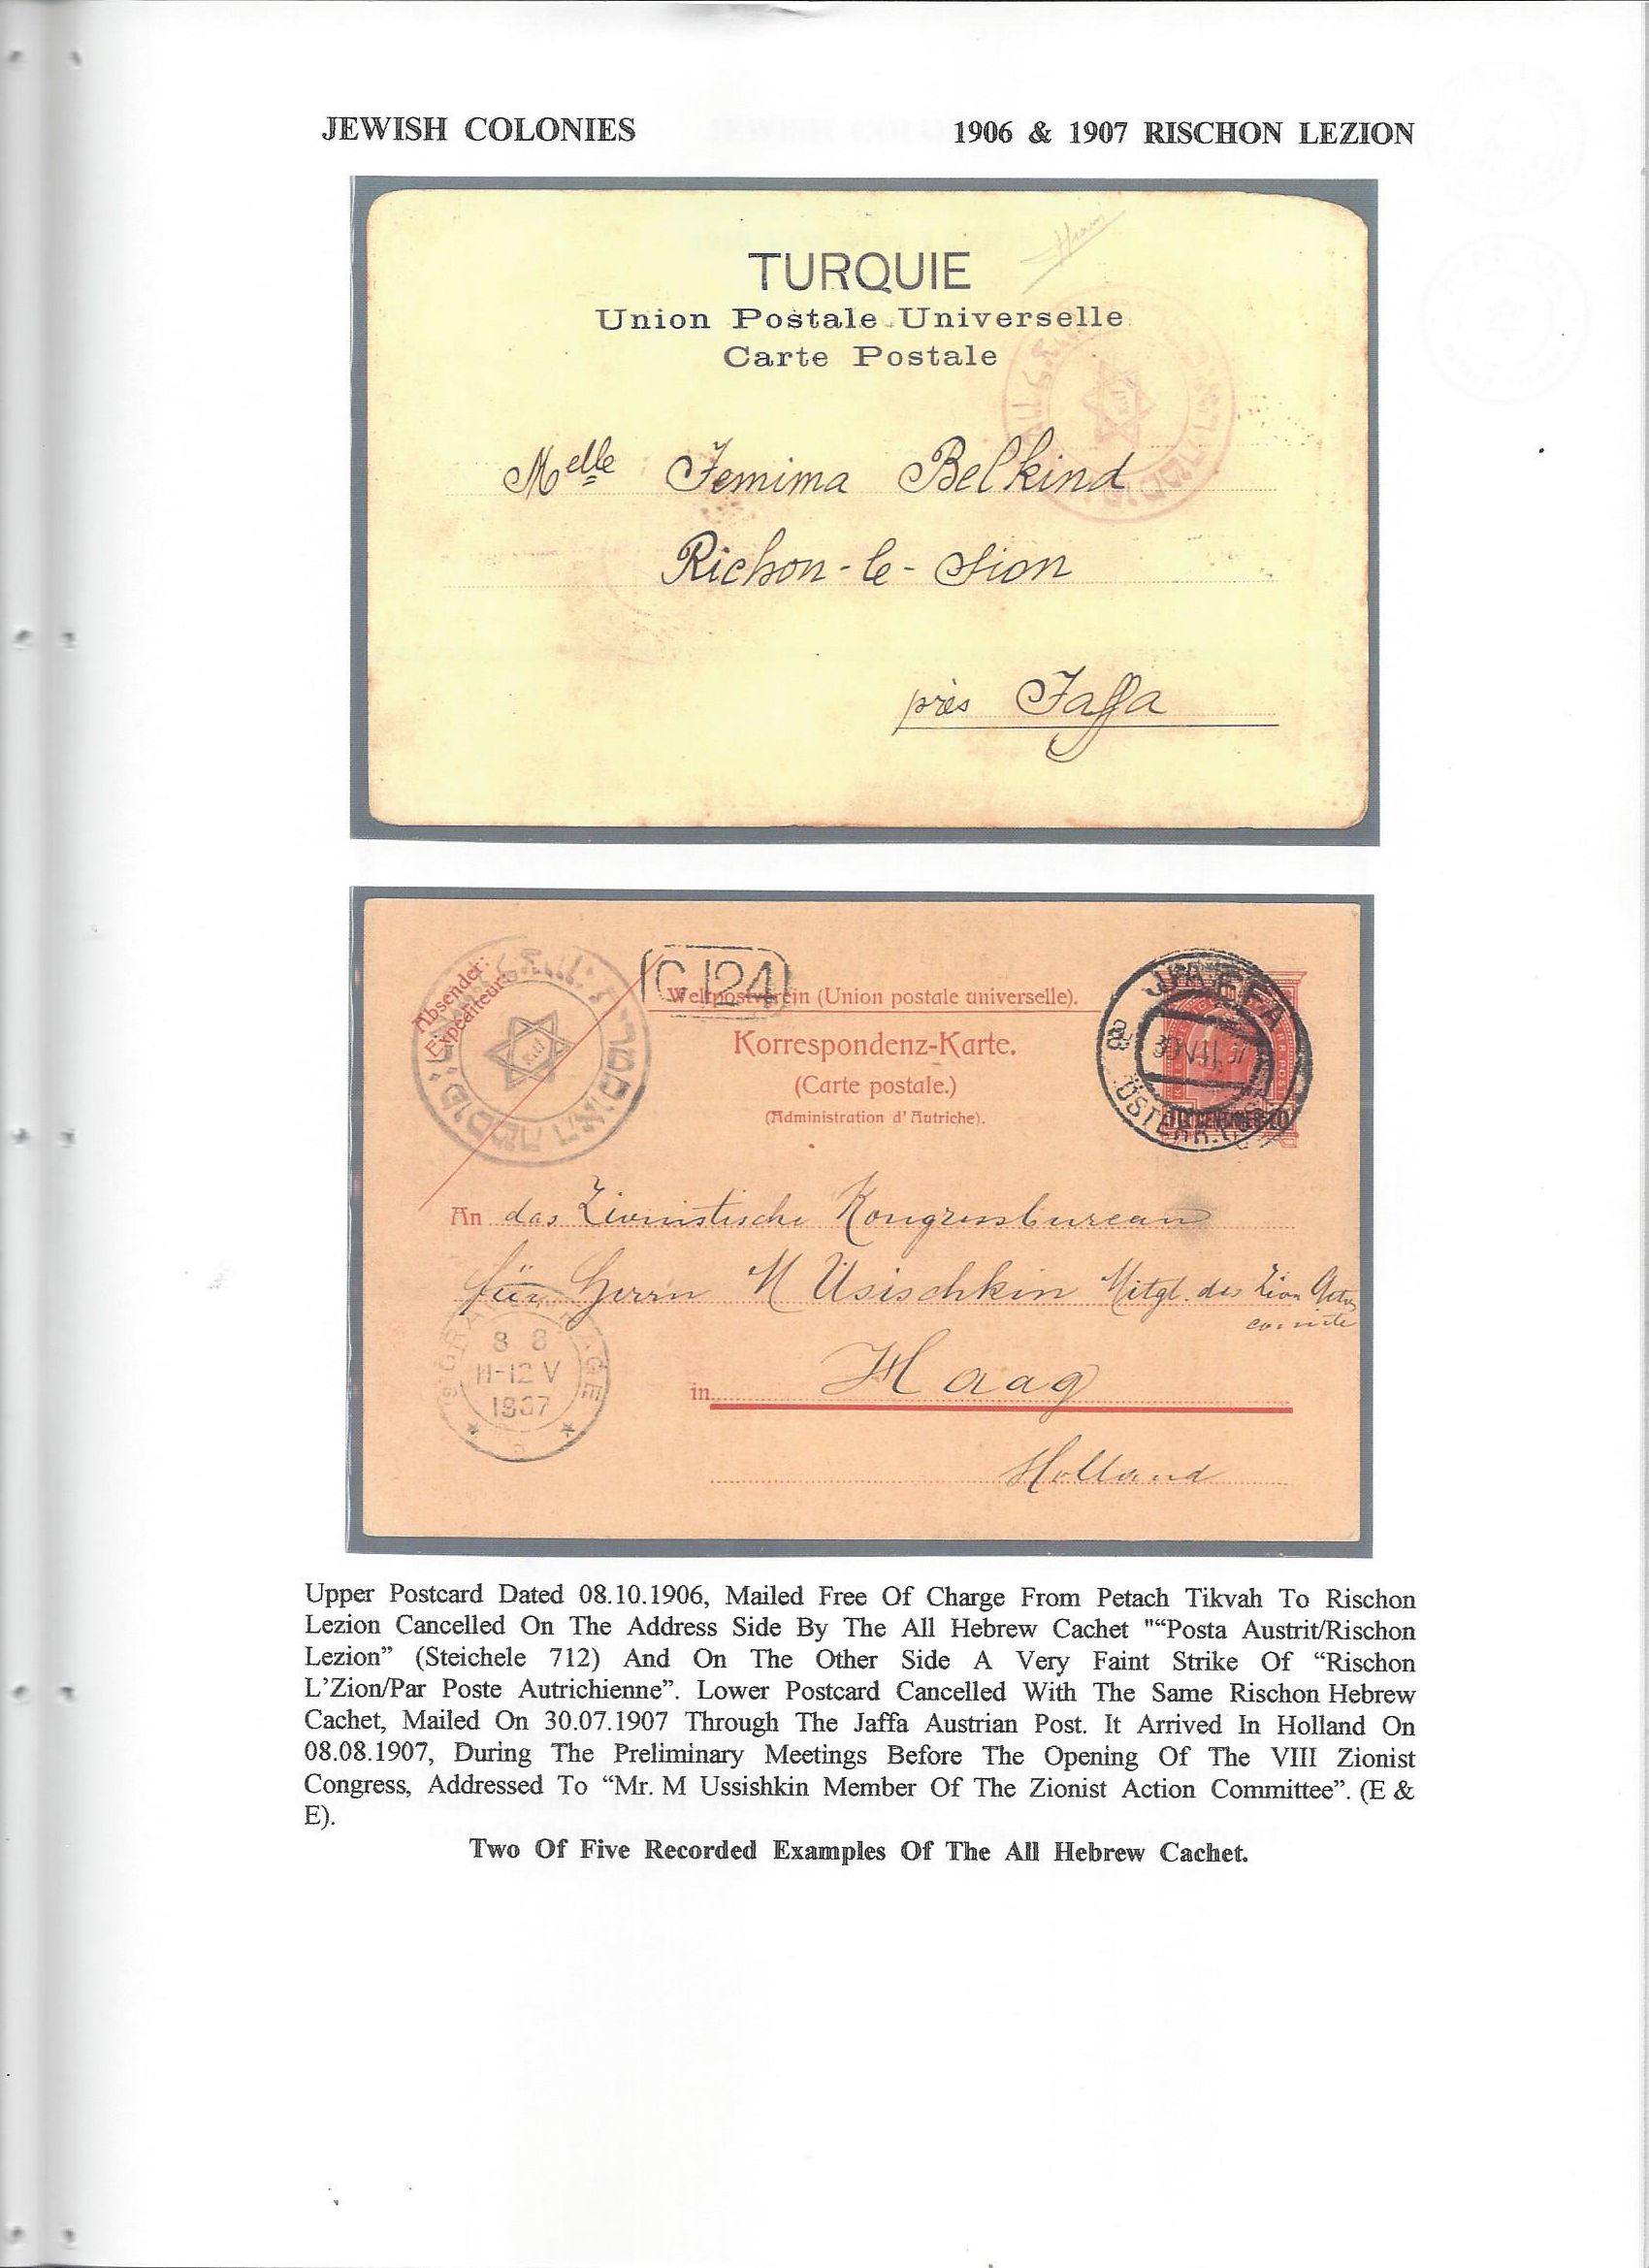 JEWISH COLONIES
1906 & 1907 RISCHON LEZION
TURQUIE
Union Postale Universelle
Carte Postale
Melle Jemima Belkind
Richon-le-Sion
près Jaffa
Absender:
(Expéditeur):
C 124
Weltpostverein (Union postale universelle).
Korrespondenz-Karte.
(Carte postale.)
(Administration d'Autriche).
JAFFA
ÖSTERR. POST
An das Zionistische Kongressbureau
für Herrn M Usischkin Mitgl. des Zion Act.
comite
8 8
11-12 V
1907
in Haag
Holland
Upper Postcard Dated 08.10.1906, Mailed Free Of Charge From Petach Tikvah To Rischon
Lezion Cancelled On The Address Side By The All Hebrew Cachet "“Posta Austrit/Rischon
Lezion” (Steichele 712) And On The Other Side A Very Faint Strike Of “Rischon
L’Zion/Par Poste Autrichienne”. Lower Postcard Cancelled With The Same Rischon Hebrew
Cachet, Mailed On 30.07.1907 Through The Jaffa Austrian Post. It Arrived In Holland On
08.08.1907, During The Preliminary Meetings Before The Opening Of The VIII Zionist
Congress, Addressed To “Mr. M Ussishkin Member Of The Zionist Action Committee”. (E &
E).
Two Of Five Recorded Examples Of The All Hebrew Cachet.